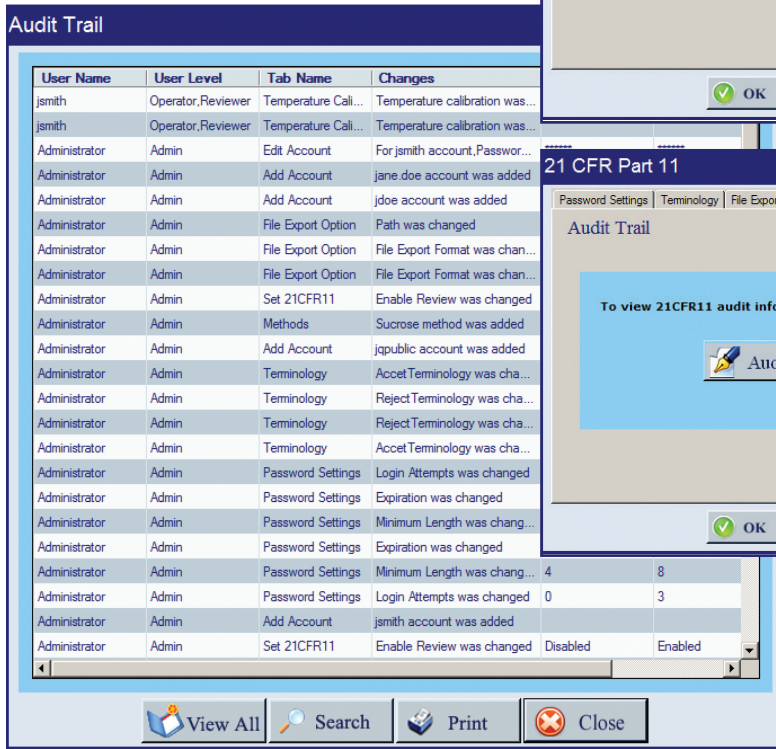 Audit Trail
User Name User Level Tab Name Changes
jsmith Operator,Reviewer Temperature Cali... Temperature calibration was...
jsmith Operator,Reviewer Temperature Cali... Temperature calibration was...
Administrator Admin Edit Account For jsmith account,Passwor... ****** ******
Administrator Admin Add Account jane.doe account was added
Administrator Admin Add Account jdoe account was added
Administrator Admin File Export Option Path was changed
Administrator Admin File Export Option File Export Format was chan...
Administrator Admin File Export Option File Export Format was chan...
Administrator Admin Set 21CFR11 Enable Review was changed
Administrator Admin Methods Sucrose method was added
Administrator Admin Add Account jqpublic account was added
Administrator Admin Terminology AccetTerminology was cha...
Administrator Admin Terminology RejectTerminology was cha...
Administrator Admin Terminology RejectTerminology was cha...
Administrator Admin Terminology AccetTerminology was cha...
Administrator Admin Password Settings Login Attempts was changed
Administrator Admin Password Settings Expiration was changed
Administrator Admin Password Settings Minimum Length was chang...
Administrator Admin Password Settings Expiration was changed
Administrator Admin Password Settings Minimum Length was chang... 4 8
Administrator Admin Password Settings Login Attempts was changed 0 3
Administrator Admin Add Account jsmith account was added
Administrator Admin Set 21CFR11 Enable Review was changed Disabled Enabled
View All Search Print Close
OK
21 CFR Part 11
Password Settings Terminology File Expor
Audit Trail
To view 21CFR11 audit info
Aud
OK